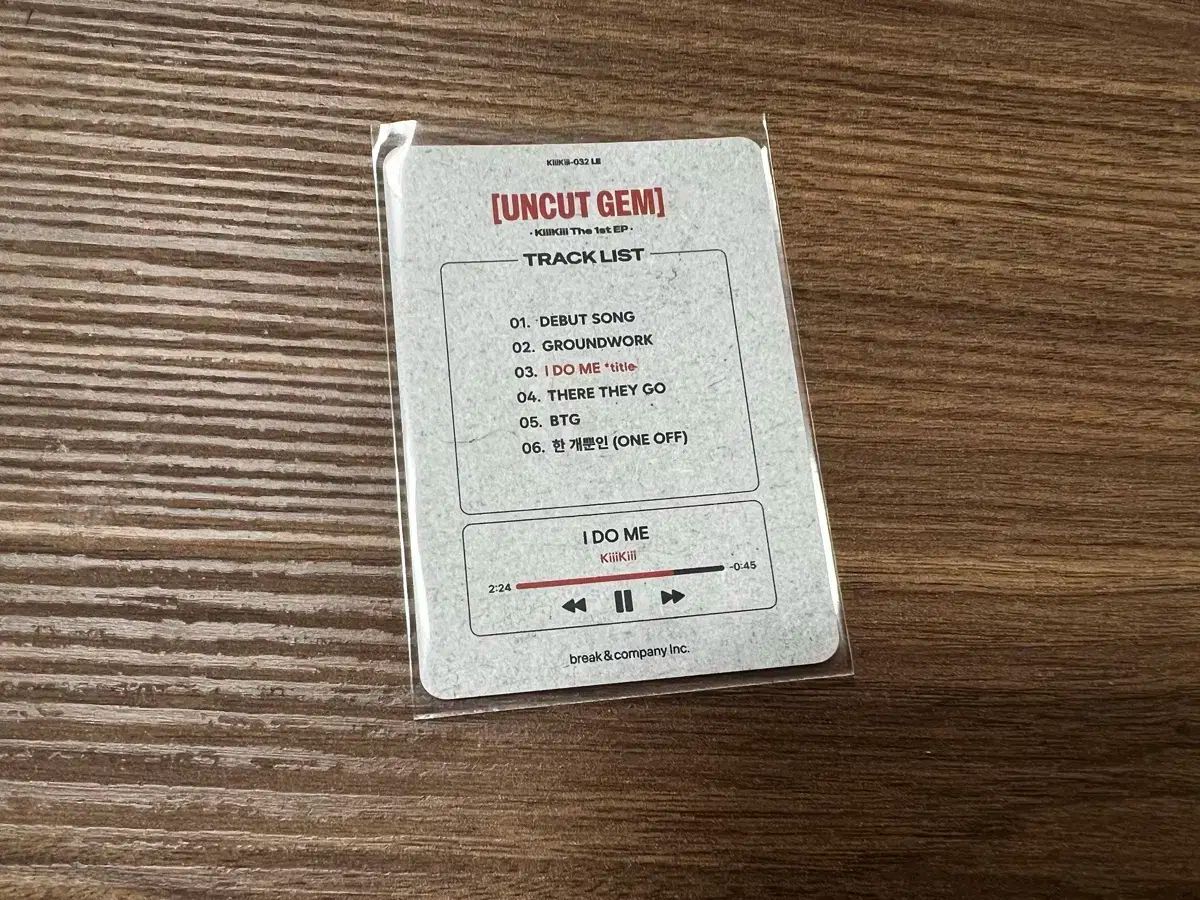 KiiiKiii-032 LE
[UNCUT GEM]
· KiiiKiii The 1st EP ·
TRACK LIST
01. DEBUT SONG
02. GROUNDWORK
03. I DO ME *title
04. THERE THEY GO
05. BTG
06. 한 개뿐인 (ONE OFF)
I DO ME
KiiiKiii
2:24 -0:45
break & company Inc.